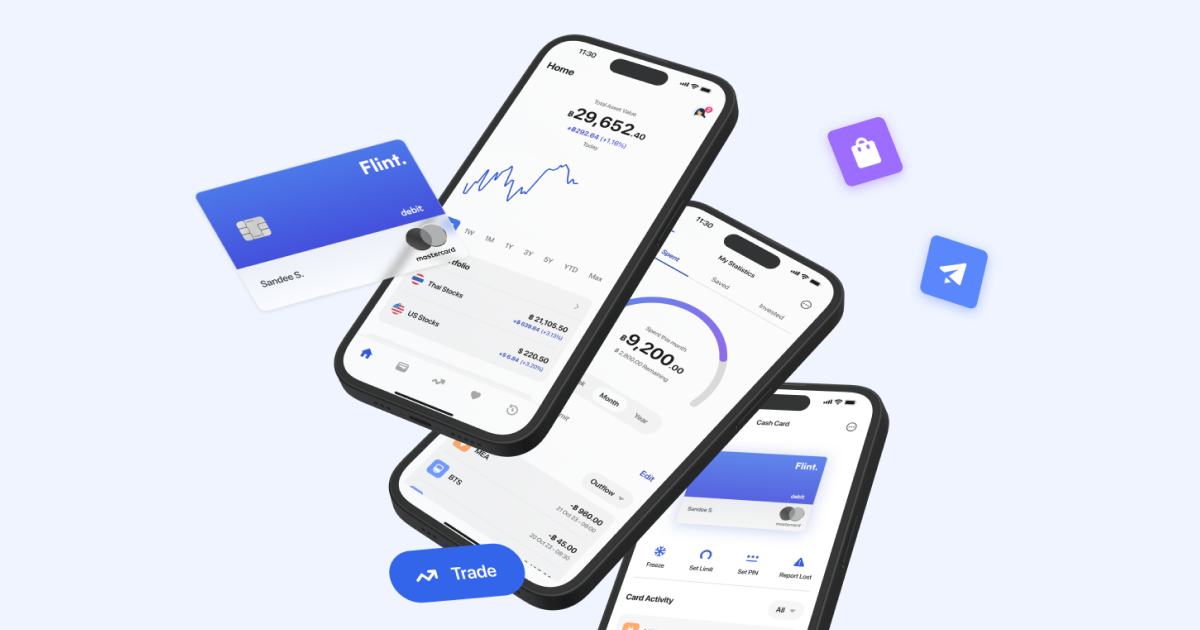 Flint.
debit
mastercard
Sandee S.
11:30
Home
2
Total Asset Value
฿29,652.40
+฿292.64 (+1.16%)
Today
1W
1M
1Y
3Y
5Y
YTD
Max
tfolio
Thai Stocks
฿ 21,105.50
+฿ 639.64 (+3.13%)
US Stocks
$ 220.50
+$ 6.84 (+3.20%)
11:30
My Statistics
Spent
Saved
Invested
Spent this month
฿9,200.00
฿ 2,800.00 Remaining
Month
Year
Edit
Outflow
MEA
-฿ 960.00
21 Oct 23 - 08:00
BTS
-฿ 45.00
20 Oct 23 - 08:30
Trade
Cash Card
Flint.
debit
Sandee S.
mastercard
Freeze
Set Limit
Set PIN
Report Lost
Card Activity
All